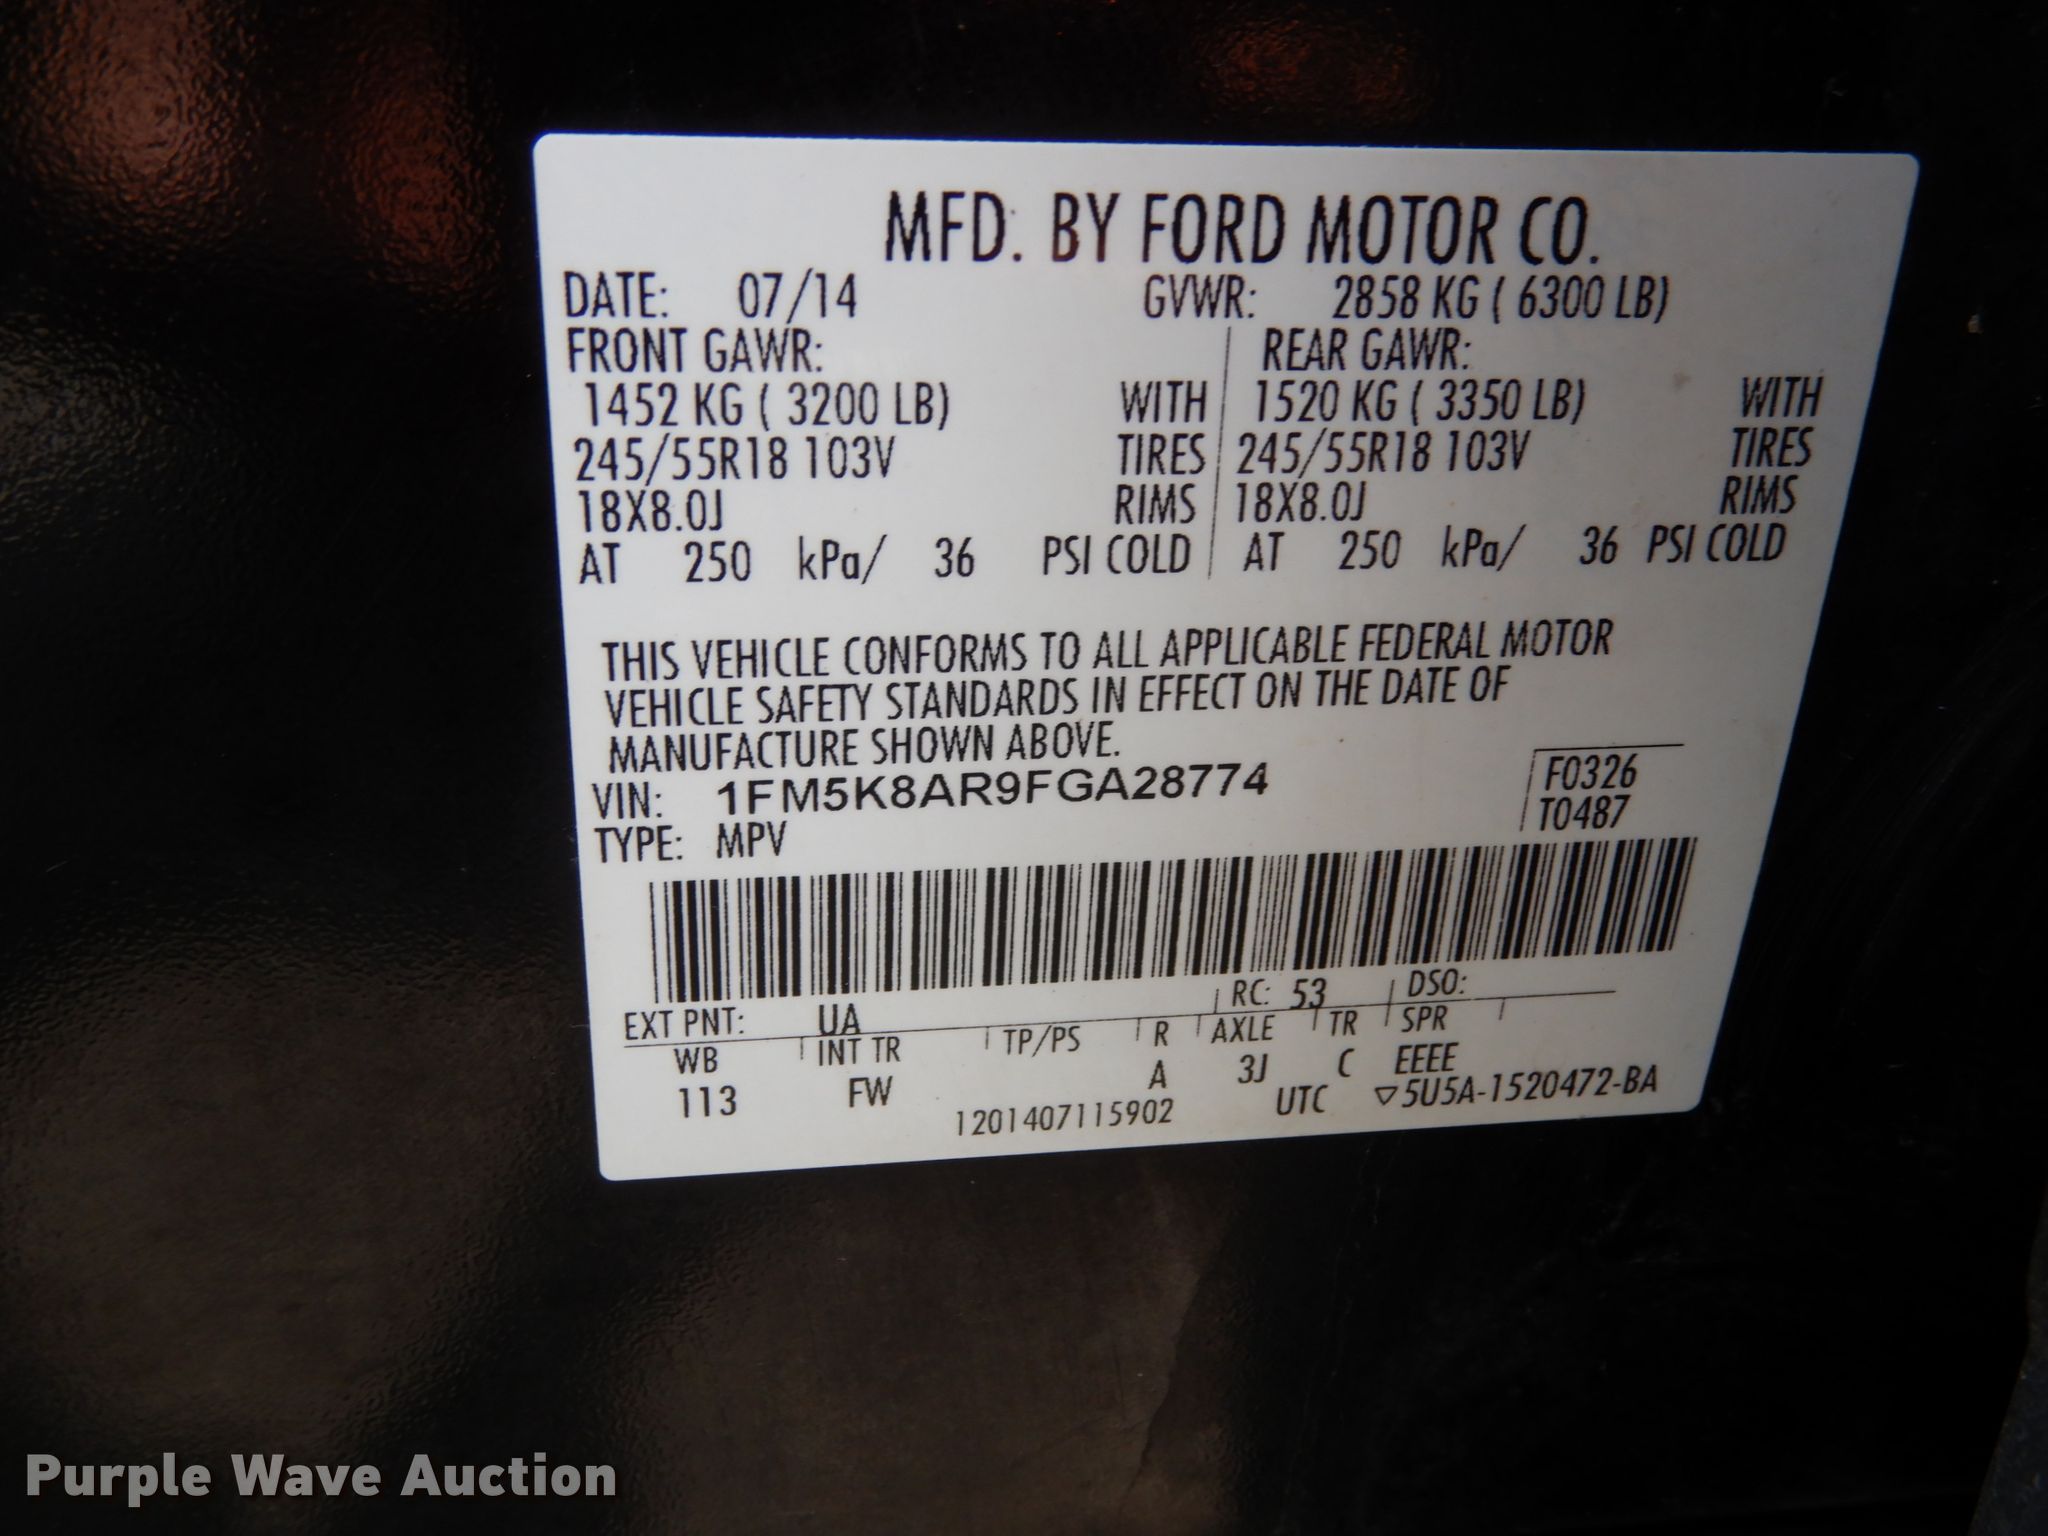 MFD. BY FORD MOTOR CO.
DATE: 07/14 GVWR: 2858 KG ( 6300 LB)
FRONT GAWR: REAR GAWR:
1452 KG ( 3200 LB) WITH 1520 KG ( 3350 LB) WITH
245/55R18 103V TIRES 245/55R18 103V TIRES
18X8.0J RIMS 18X8.0J RIMS
AT 250 kPa/ 36 PSI COLD AT 250 kPa/ 36 PSI COLD
THIS VEHICLE CONFORMS TO ALL APPLICABLE FEDERAL MOTOR
VEHICLE SAFETY STANDARDS IN EFFECT ON THE DATE OF
MANUFACTURE SHOWN ABOVE.
VIN: 1FM5K8AR9FGA28774 F0326
TYPE: MPV T0487
EXT PNT: UA RC: 53 DSO:
WB INT TR TP/PS R AXLE TR SPR
113 FW A 3J C EEEE
1201407115902 UTC ▽5U5A-1520472-BA
Purple Wave Auction